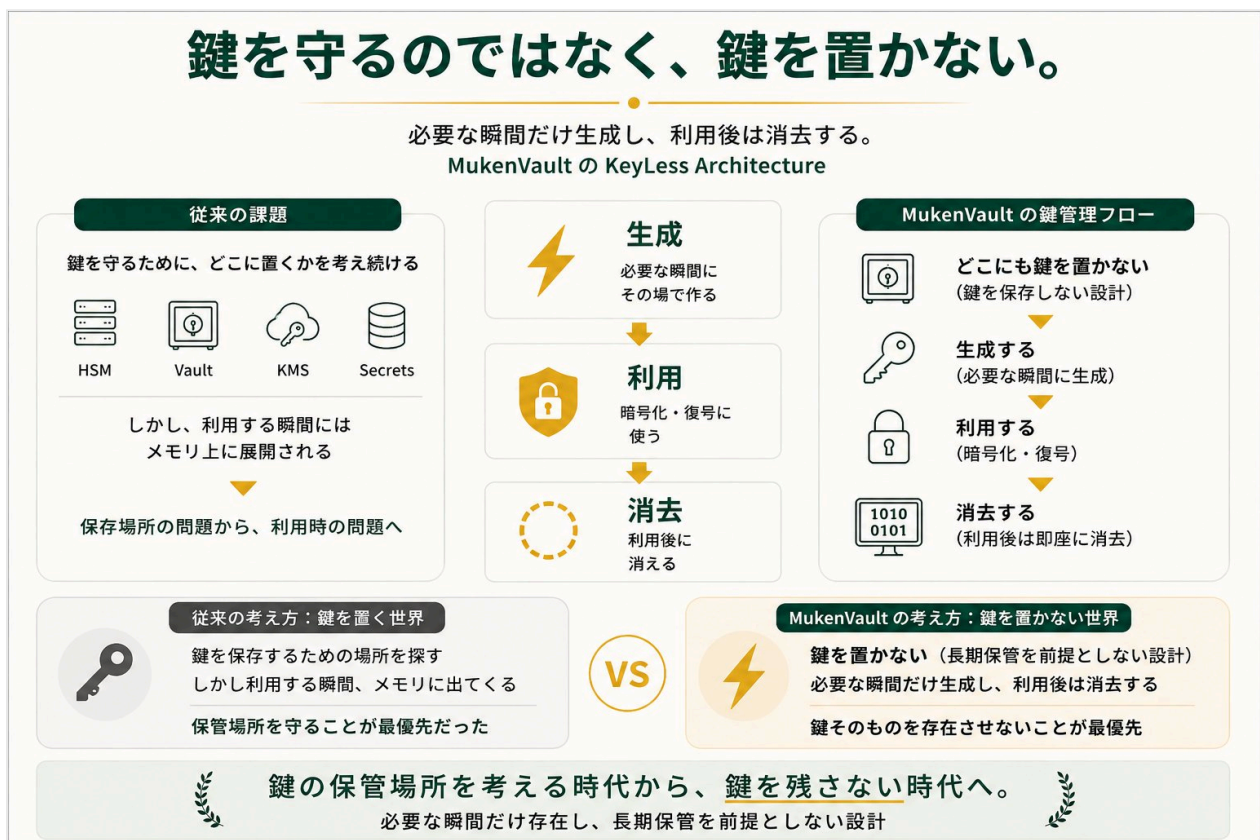 鍵を守るのではなく、鍵を置かない。
必要な瞬間だけ生成し、利用後は消去する。
MukenVault の KeyLess Architecture
従来の課題
鍵を守るために、どこに置くかを考え続ける
HSM
Vault
KMS
Secrets
しかし、利用する瞬間には
メモリ上に展開される
保存場所の問題から、利用時の問題へ
生成
必要な瞬間に
その場で作る
利用
暗号化・復号に
使う
消去
利用後に
消える
MukenVault の鍵管理フロー
どこにも鍵を置かない
（鍵を保存しない設計）
生成する
（必要な瞬間に生成）
利用する
（暗号化・復号）
1010
0101
消去する
（利用後は即座に消去）
従来の考え方：鍵を置く世界
鍵を保存するための場所を探す
しかし利用する瞬間、メモリに出てくる
保管場所を守ることが最優先だった
VS
MukenVault の考え方：鍵を置かない世界
鍵を置かない（長期保管を前提としない設計）
必要な瞬間だけ生成し、利用後は消去する
鍵そのものを存在させないことが最優先
鍵の保管場所を考える時代から、鍵を残さない時代へ。
必要な瞬間だけ存在し、長期保管を前提としない設計